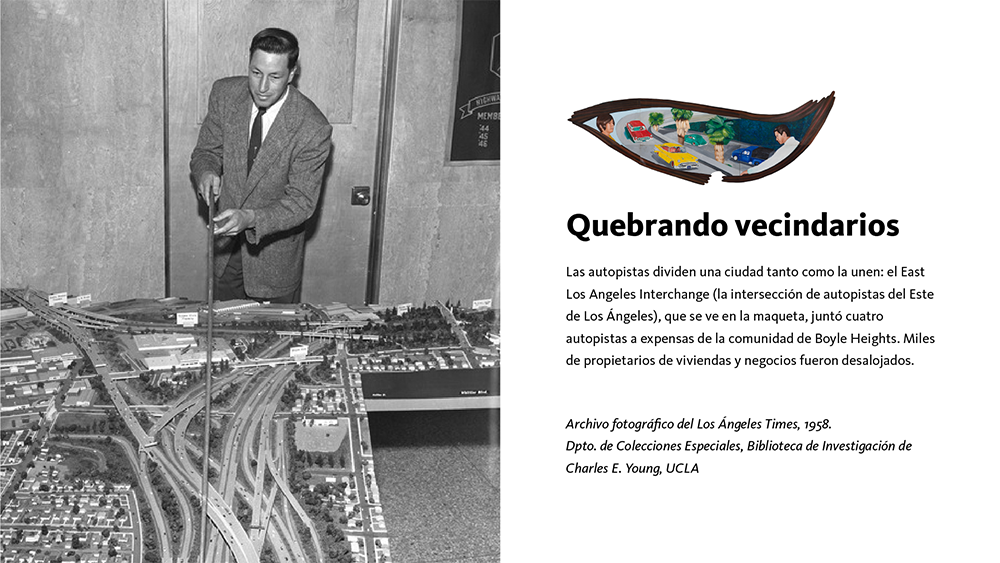 HIGHWAY
MEMBE
'44
'45
'46
Whittier Blvd.
Quebrando vecindarios
Las autopistas dividen una ciudad tanto como la unen: el East
Los Angeles Interchange (la intersección de autopistas del Este
de Los Ángeles), que se ve en la maqueta, juntó cuatro
autopistas a expensas de la comunidad de Boyle Heights. Miles
de propietarios de viviendas y negocios fueron desalojados.
Archivo fotográfico del Los Ángeles Times, 1958.
Dpto. de Colecciones Especiales, Biblioteca de Investigación de
Charles E. Young, UCLA